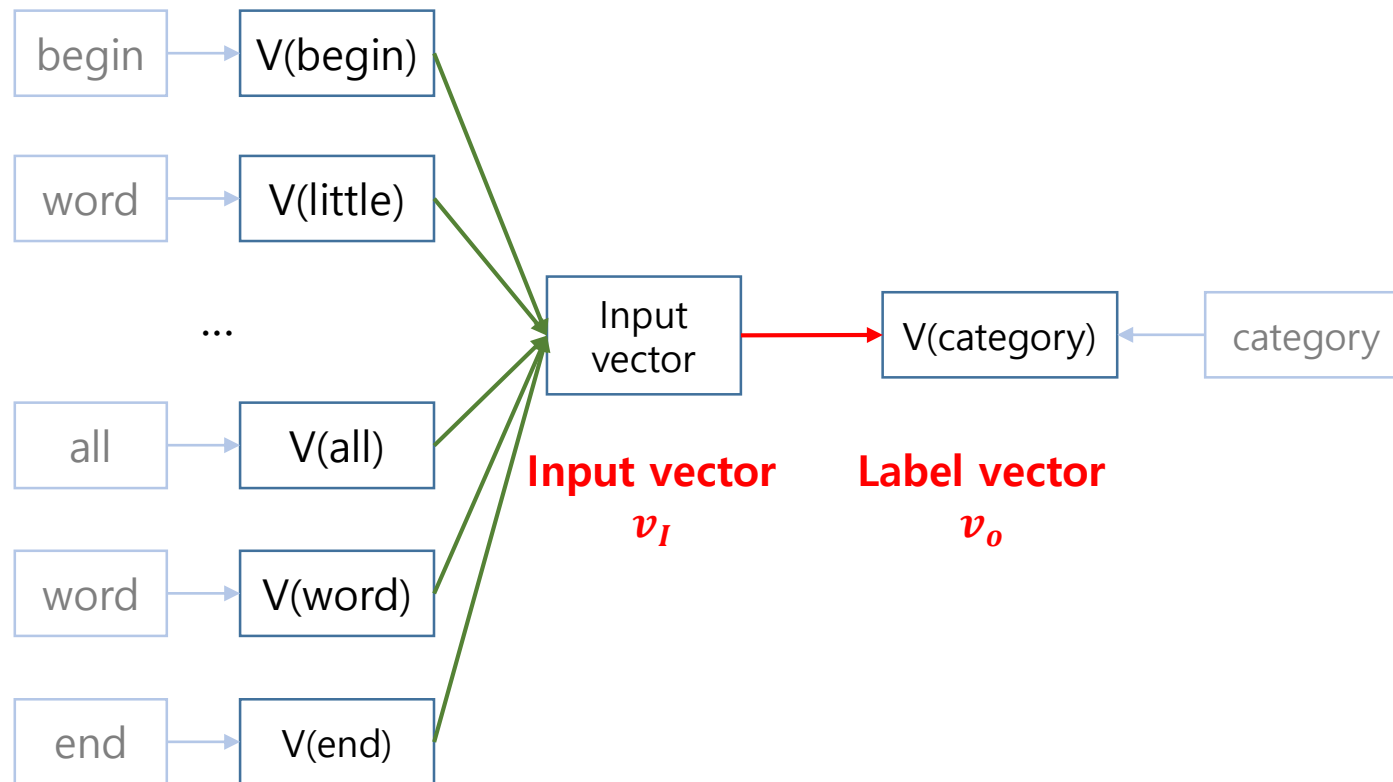 begin V(begin)
word V(little)
...
all V(all)
word V(word)
end V(end)
Input
vector
V(category) category
Input vector
v_I
Label vector
v_o